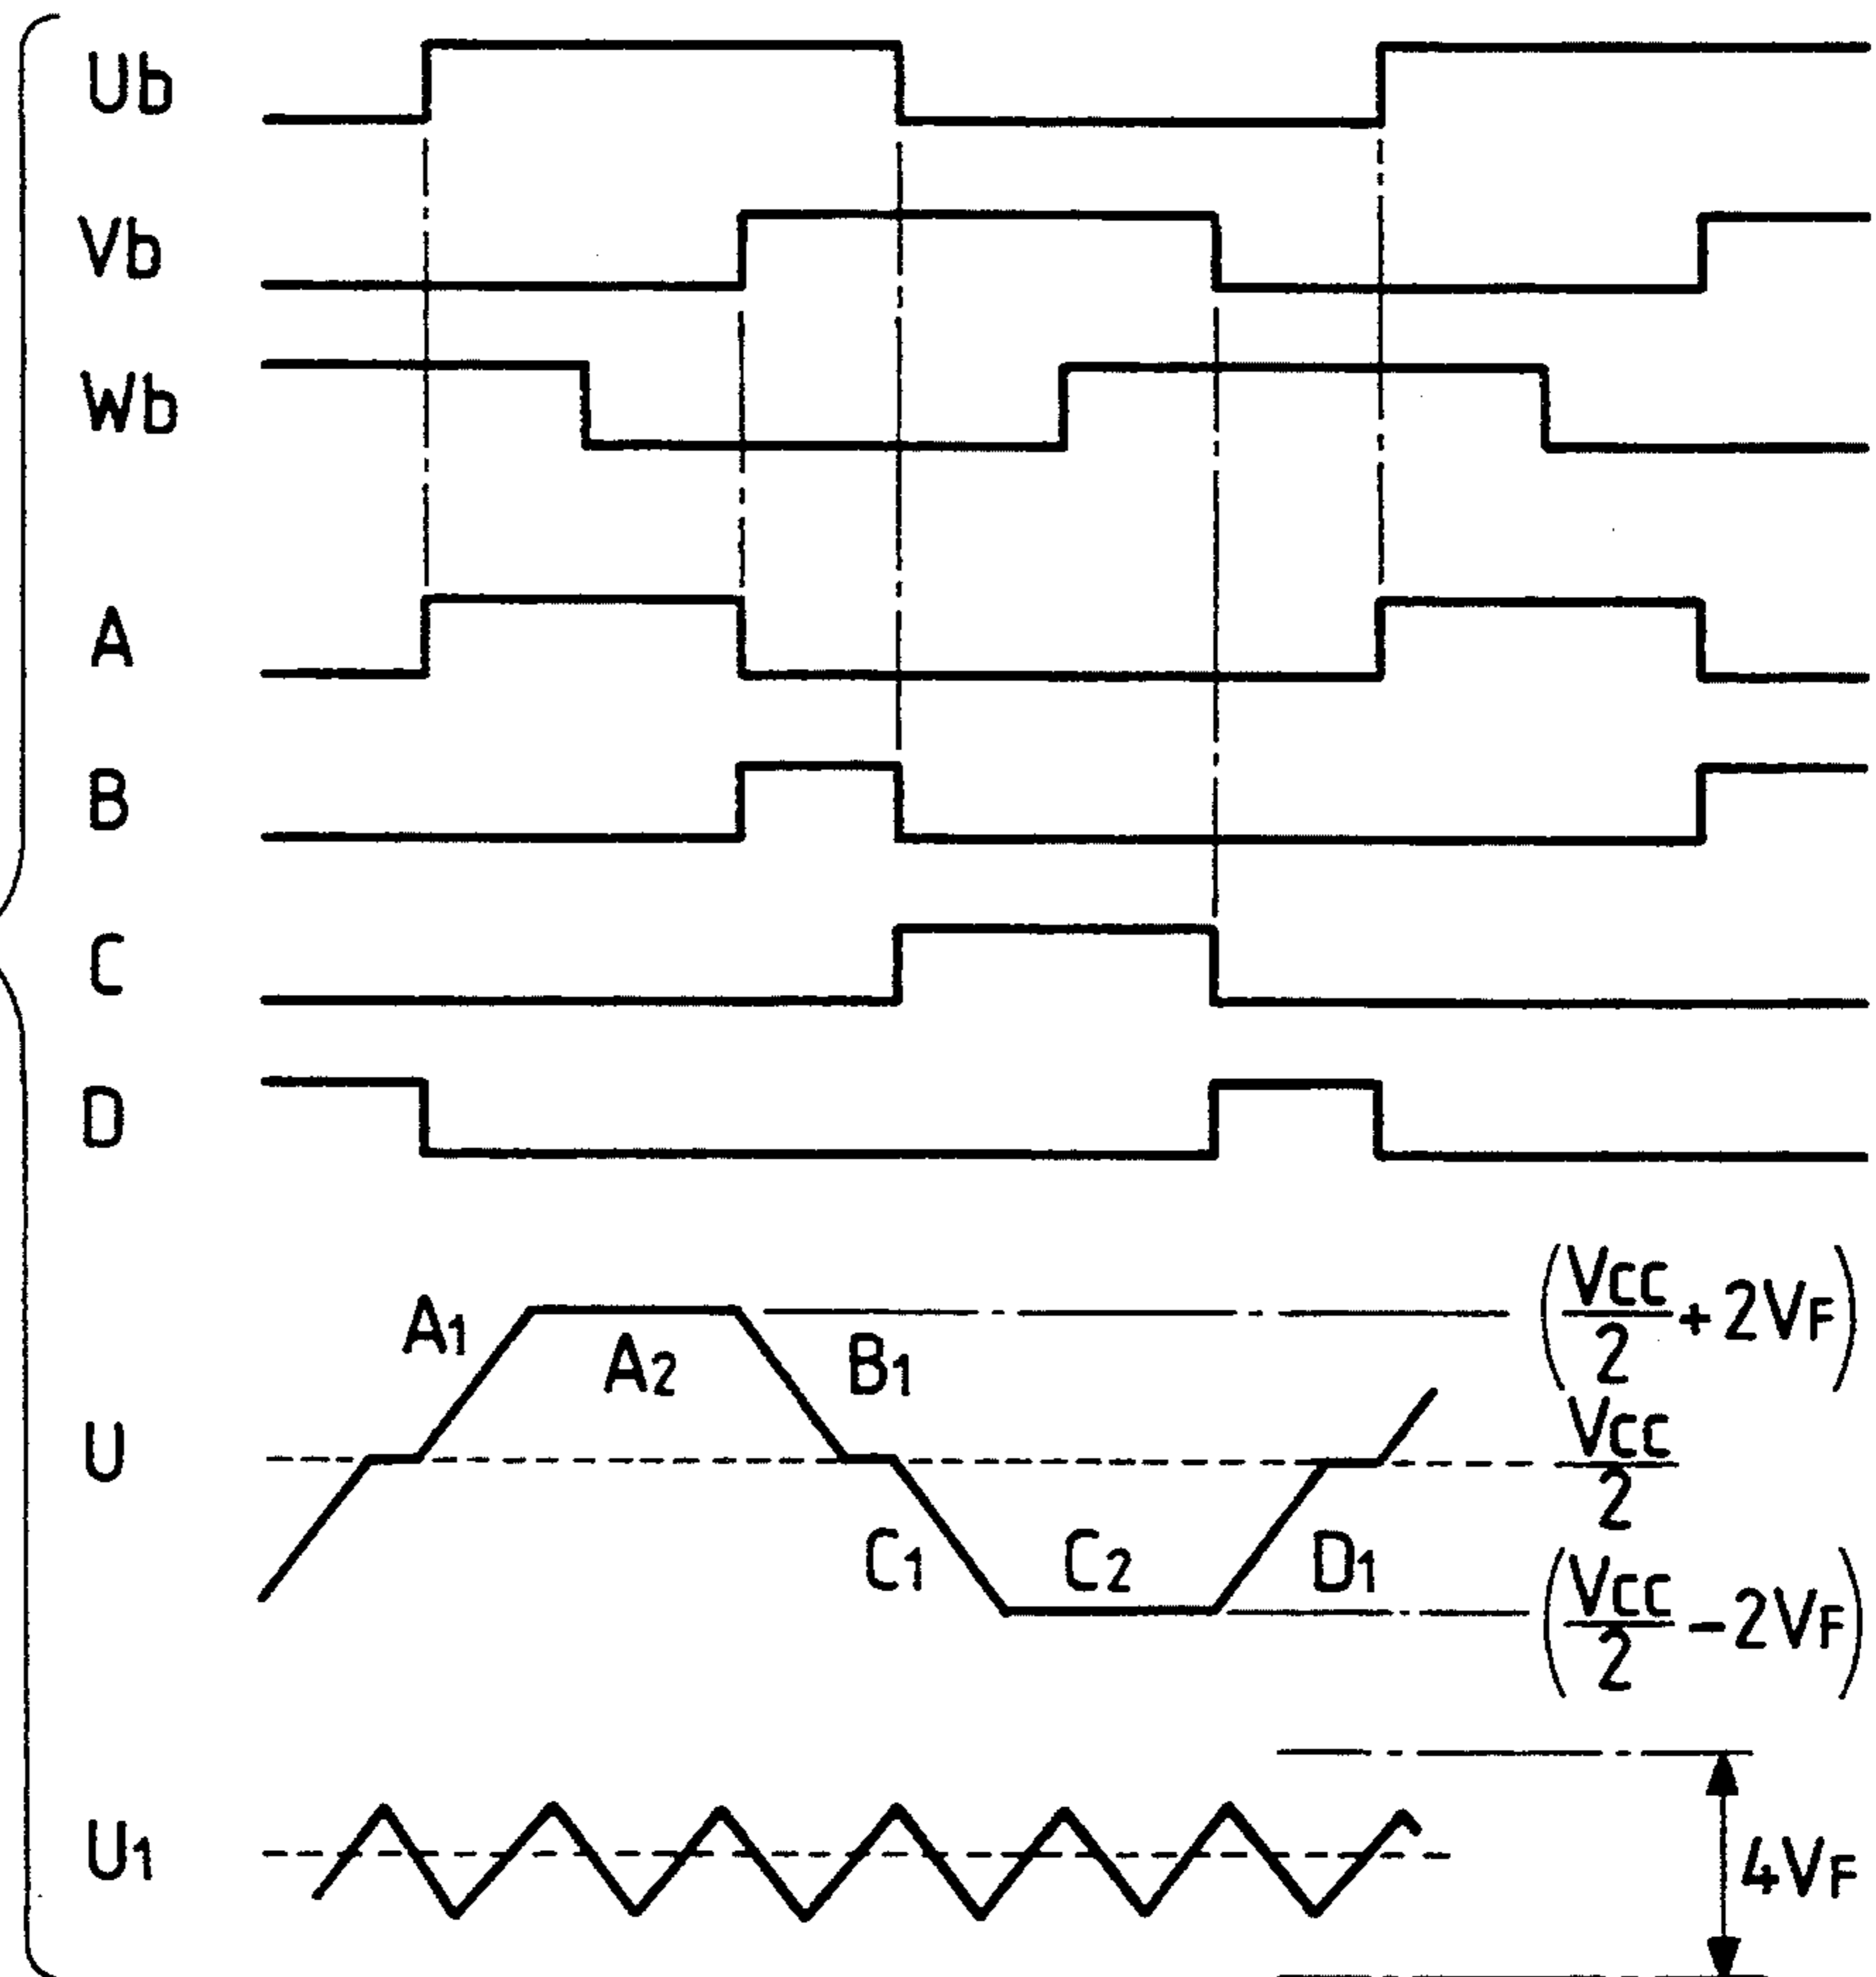 Ub
Vb
Wb
A
B
C
D
U
A1
A2
B1
C1
C2
D1
(Vcc/2 + 2VF)
Vcc/2
(Vcc/2 - 2VF)
U1
4VF